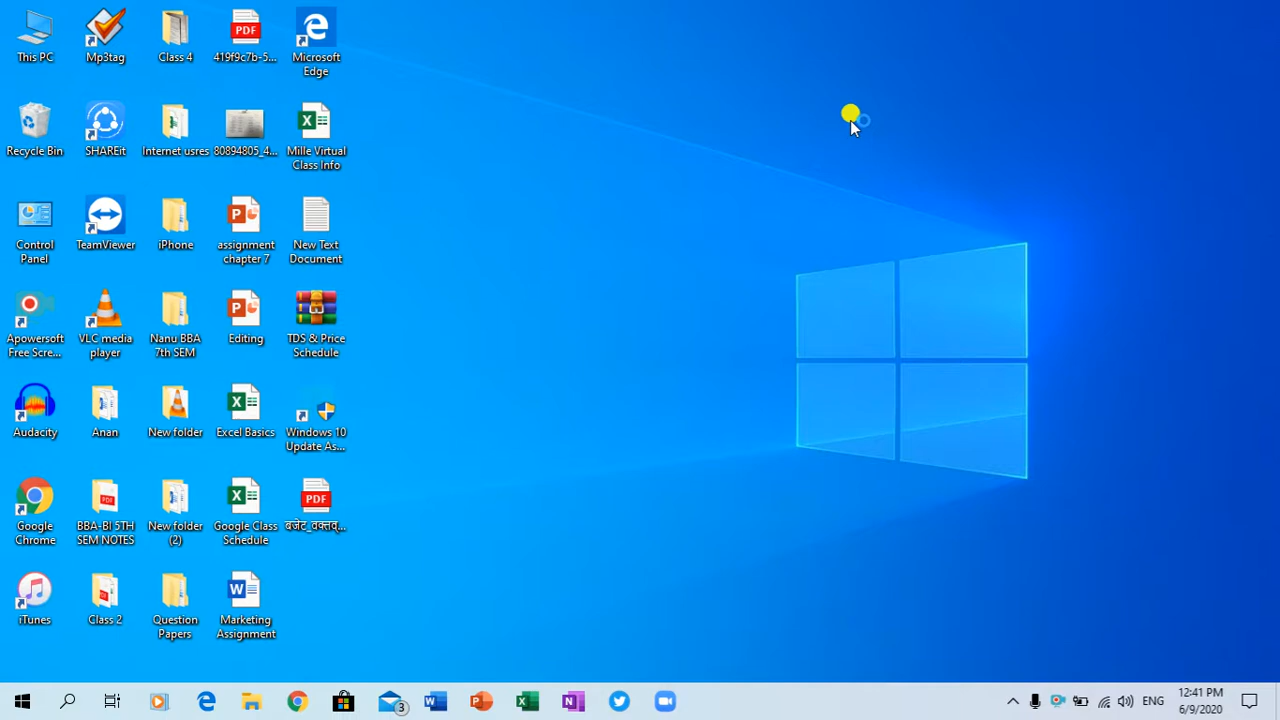 This PC
Mp3tag
Class 4
PDF
419f9c7b-5...
Microsoft
Edge
Recycle Bin
SHAREit
Internet usres
80894805_4...
Mille Virtual
Class Info
Control
Panel
TeamViewer
iPhone
assignment
chapter 7
New Text
Document
Apowersoft
Free Scre...
VLC media
player
Nanu BBA
7th SEM
Editing
TDS & Price
Schedule
Audacity
Anan
New folder
Excel Basics
Windows 10
Update As...
Google
Chrome
BBA-BI 5TH
SEM NOTES
New folder
(2)
Google Class
Schedule
PDF
बजेट_वक्तव्...
iTunes
Class 2
Question
Papers
Marketing
Assignment
3
ENG
12:41 PM
6/9/2020